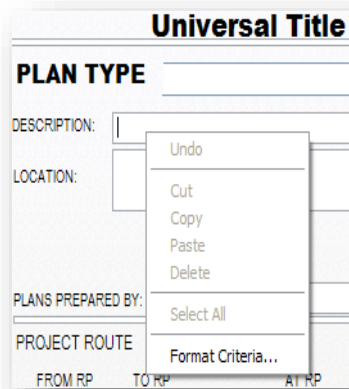 Universal Title
PLAN TYPE
DESCRIPTION:
Undo
LOCATION:
Cut
Copy
Paste
Delete
PLANS PREPARED BY:
Select All
PROJECT ROUTE
Format Criteria...
FROM RP TO RP AT RP